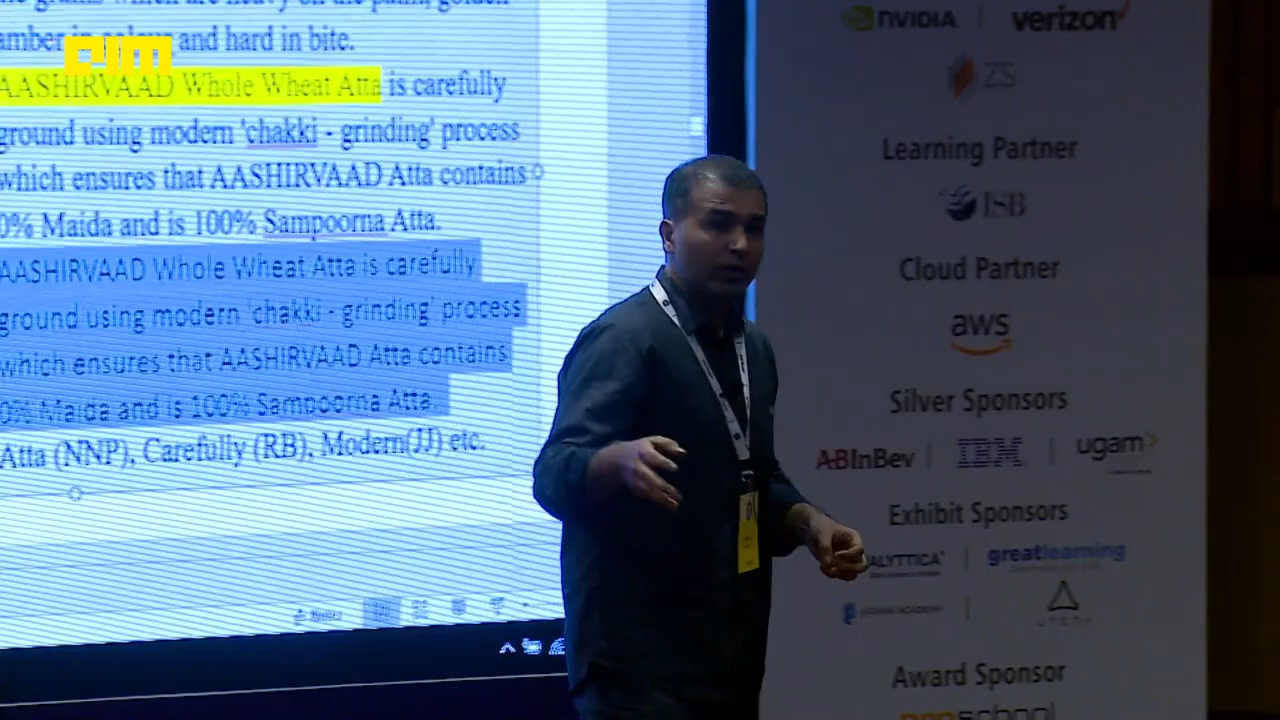 amber in colour and hard in bite.
AIM
AASHIRVAAD Whole Wheat Atta is carefully
ground using modern 'chakki - grinding' process
which ensures that AASHIRVAAD Atta contains
0% Maida and is 100% Sampoorna Atta.
AASHIRVAAD Whole Wheat Atta is carefully
ground using modern 'chakki - grinding' process
which ensures that AASHIRVAAD Atta contains
0% Maida and is 100% Sampoorna Atta.
Atta (NNP), Carefully (RB), Modern(JJ) etc.
NVIDIA
verizon
ZS
Learning Partner
ISB
Cloud Partner
aws
Silver Sponsors
ABInBev
IBM
ugam
Exhibit Sponsors
ALYTTICA
greatlearning
Award Sponsor